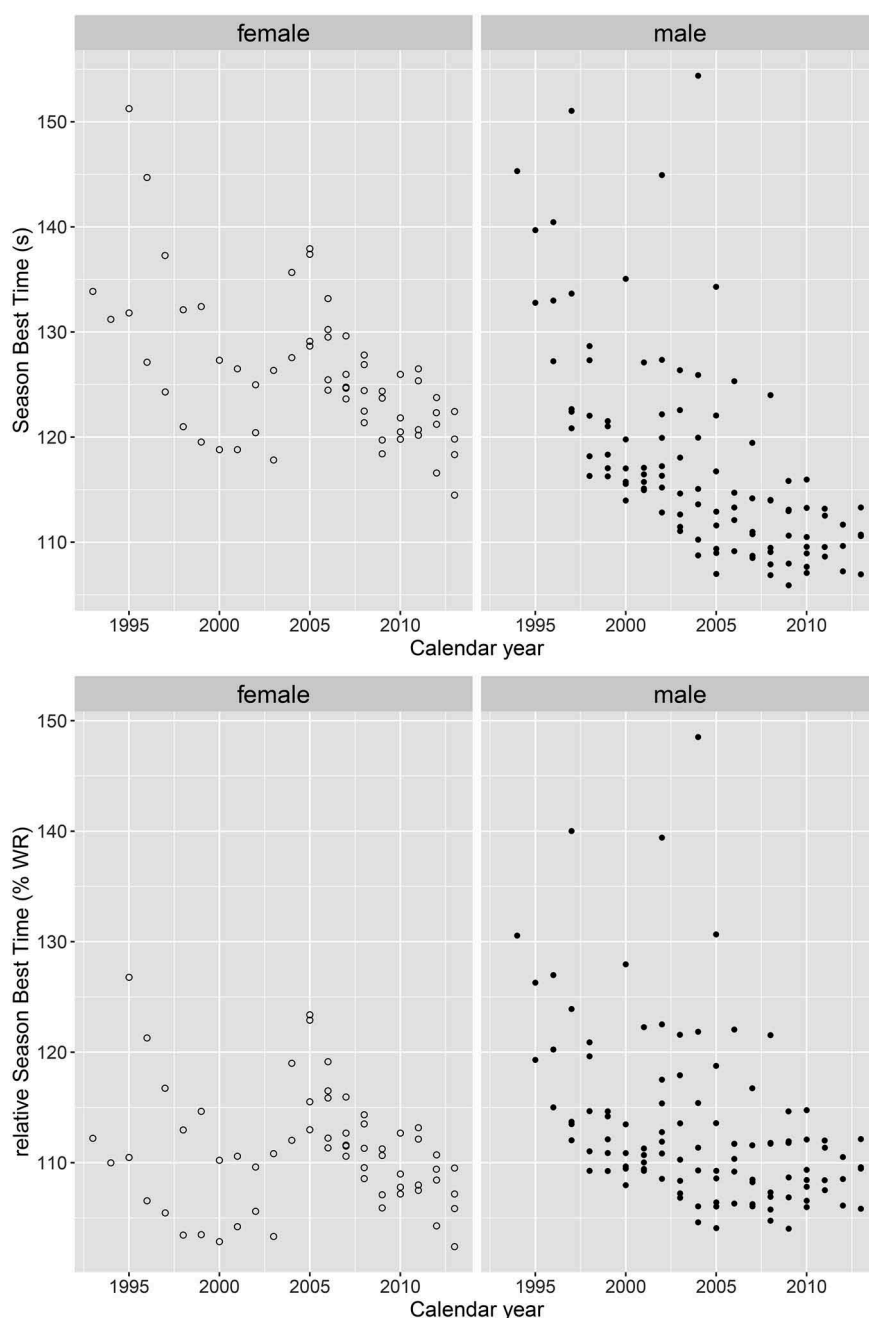 female male
Season Best Time (s)
150
140
130
120
110
1995 2000 2005 2010 1995 2000 2005 2010
Calendar year
female male
relative Season Best Time (% WR)
150
140
130
120
110
1995 2000 2005 2010 1995 2000 2005 2010
Calendar year